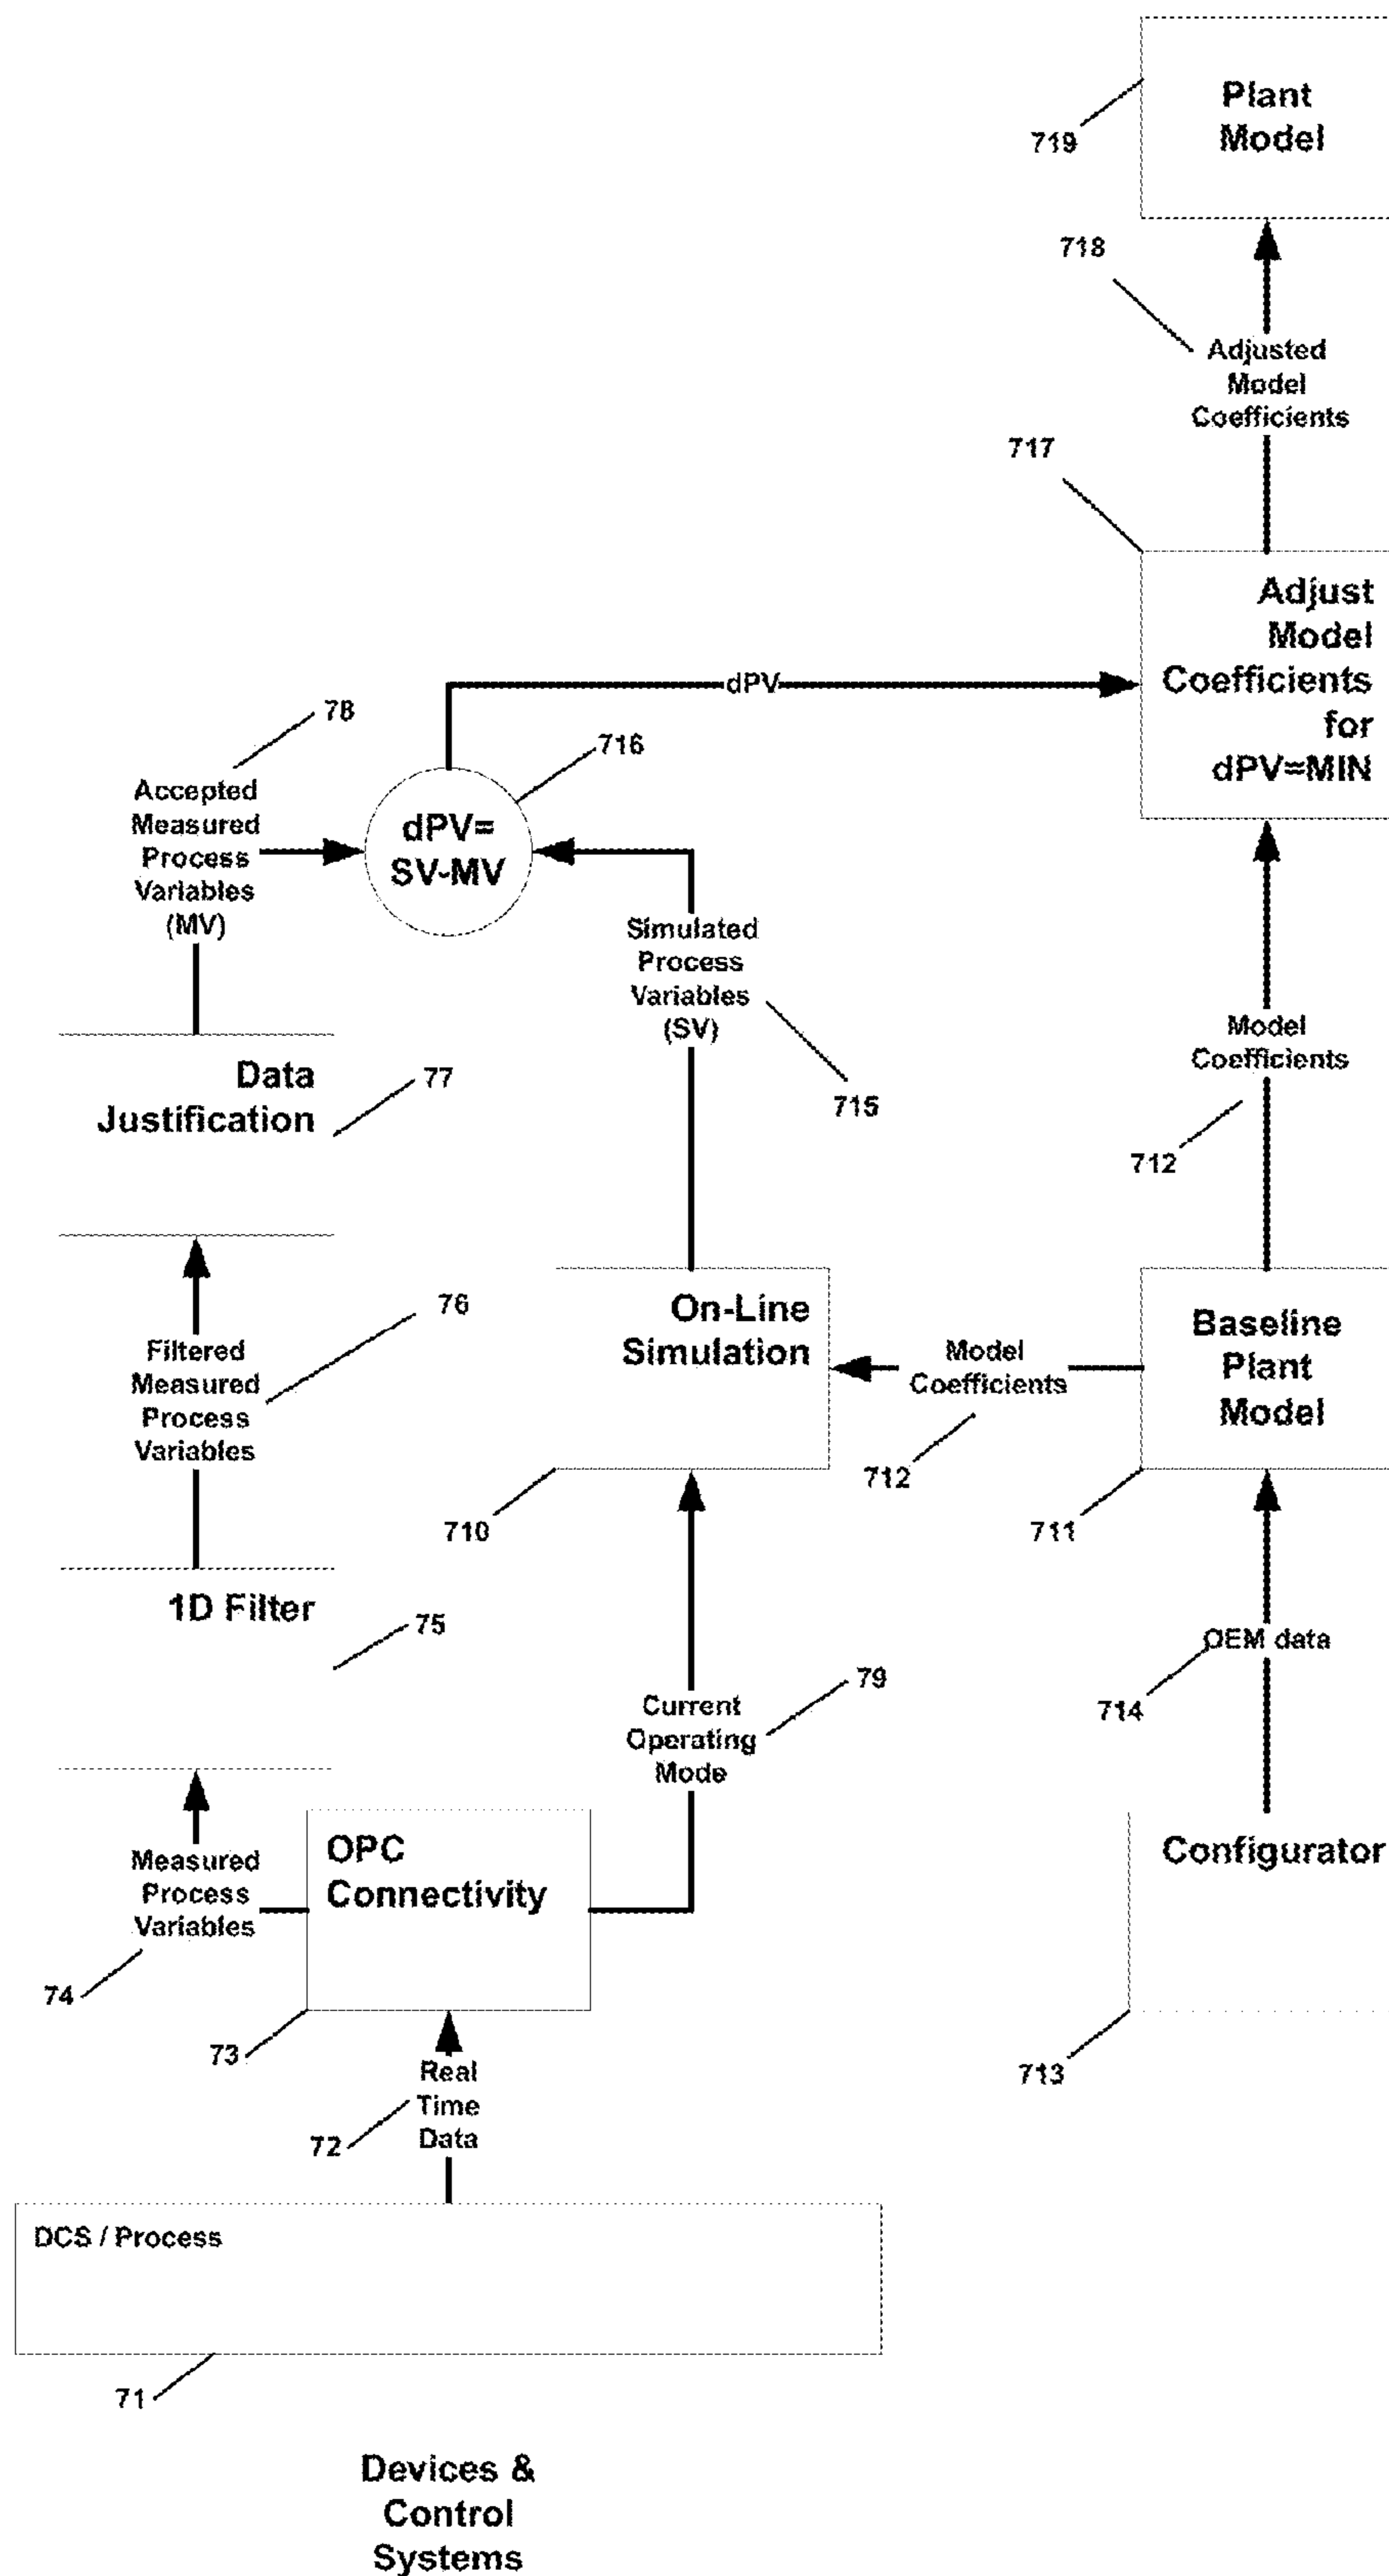 Plant
Model
719
718
Adjusted
Model
Coefficients
717
Adjust
Model
Coefficients
for
dPV=MIN
dPV
78
716
Accepted
Measured
Process
Variables
(MV)
dPV=
SV-MV
Simulated
Process
Variables
(SV)
715
Model
Coefficients
712
Data
Justification
77
76
Filtered
Measured
Process
Variables
On-Line
Simulation
710
Model
Coefficients
712
Baseline
Plant
Model
711
1D Filter
75
OEM data
714
79
Current
Operating
Mode
Measured
Process
Variables
74
OPC
Connectivity
73
Configurator
713
Real
Time
Data
72
DCS / Process
71
Devices &
Control
Systems